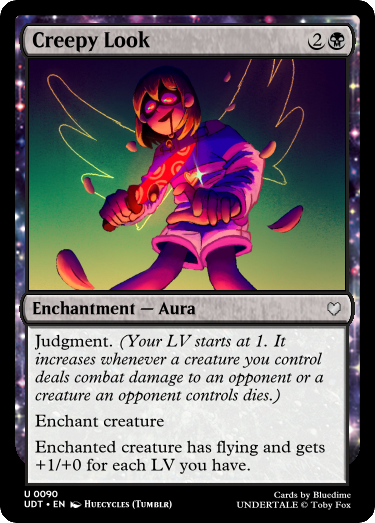 Creepy Look 2
Enchantment — Aura
Judgment. (Your LV starts at 1. It
increases whenever a creature you control
deals combat damage to an opponent or a
creature an opponent controls dies.)
Enchant creature
Enchanted creature has flying and gets
+1/+0 for each LV you have.
U 0090
Cards by Bluedime
UDT • EN HUECYCLES (TUMBLR)
UNDERTALE © Toby Fox